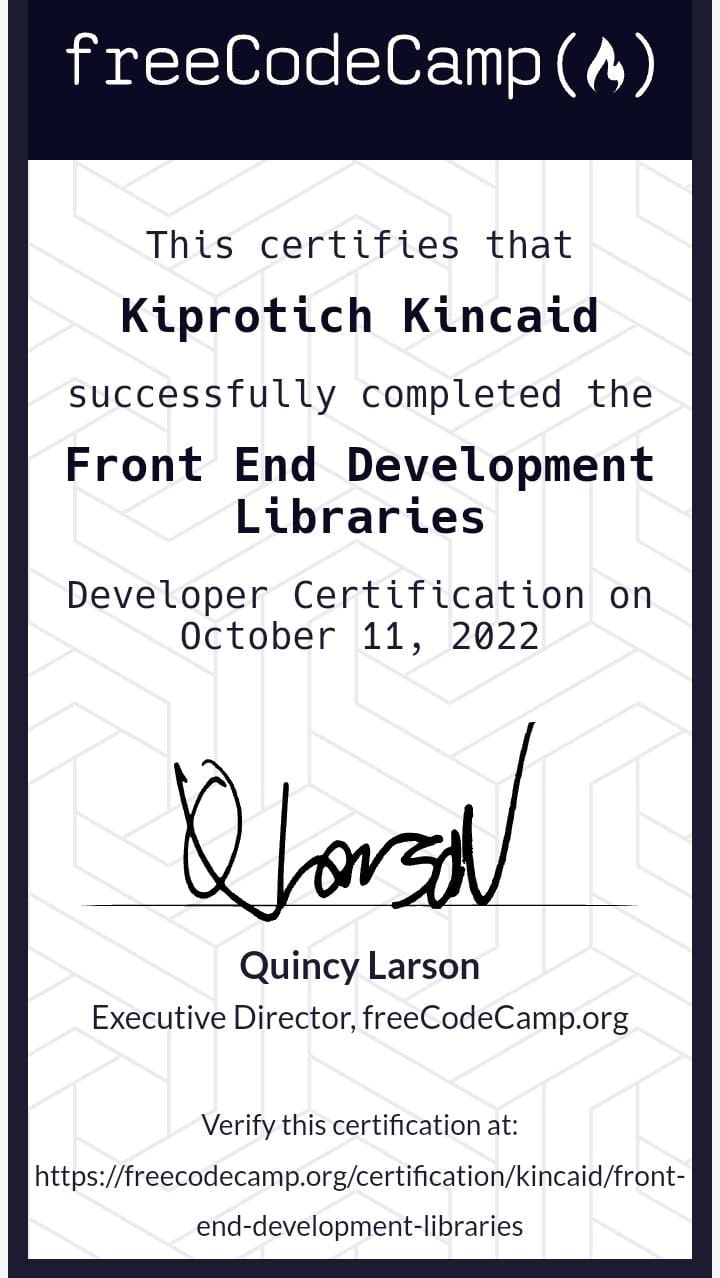 freeCodeCamp(🔥)
This certifies that
Kiprotich Kincaid
successfully completed the
Front End Development
Libraries
Developer Certification on
October 11, 2022
Q Larson
Quincy Larson
Executive Director, freeCodeCamp.org
Verify this certification at:
https://freecodecamp.org/certification/kincaid/front-
end-development-libraries